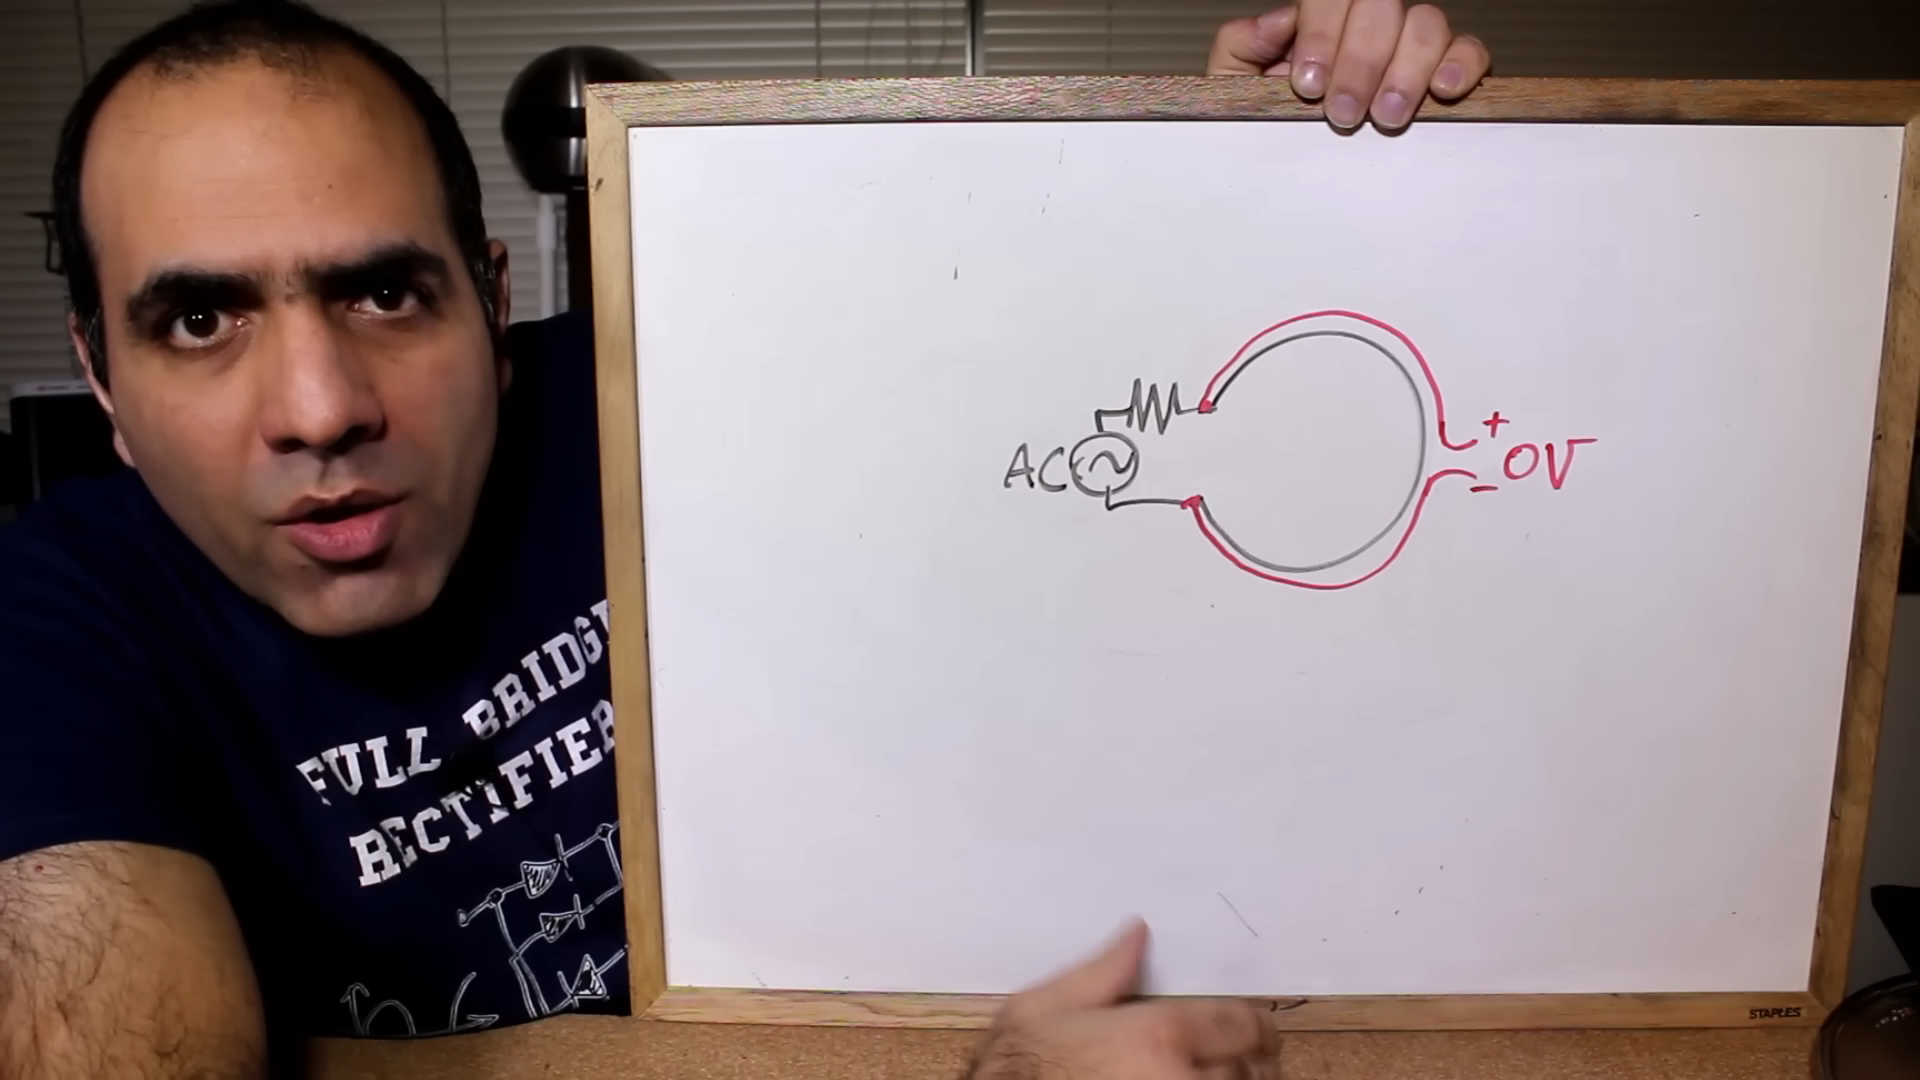 AC
+
0V
-
FULL BRIDGE
RECTIFIER
STAPLES